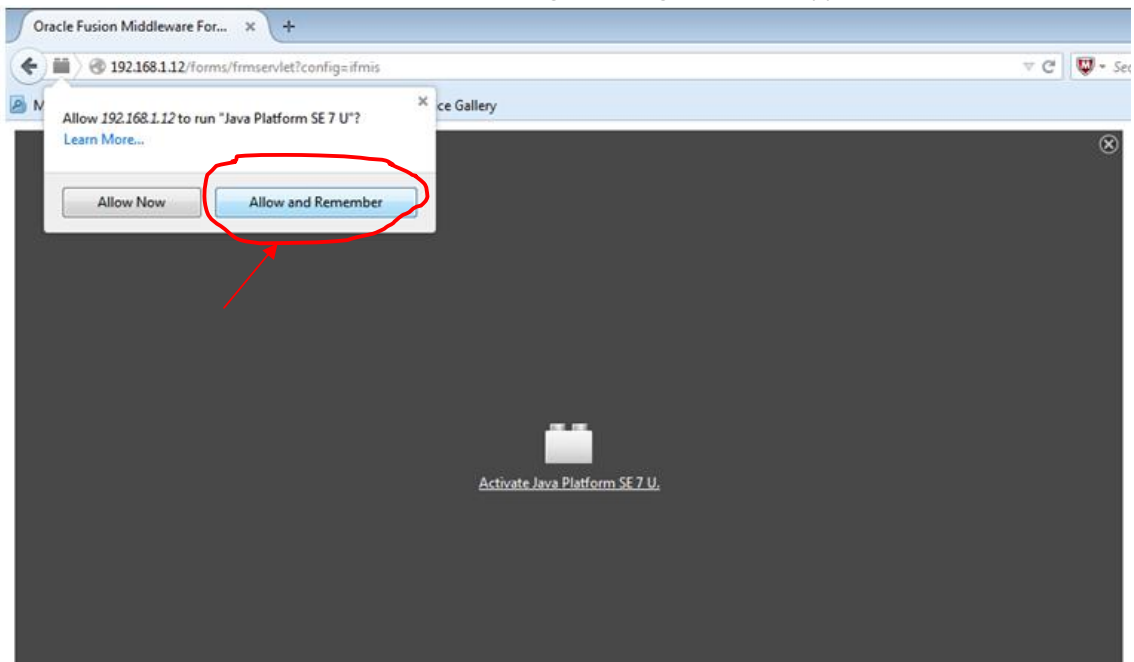 Oracle Fusion Middleware For...
192.168.1.12/forms/frmservlet?config=ifmis
Sec
M
ce Gallery
Allow 192.168.1.12 to run "Java Platform SE 7 U"?
Learn More...
Allow Now
Allow and Remember
Activate Java Platform SE 7 U.